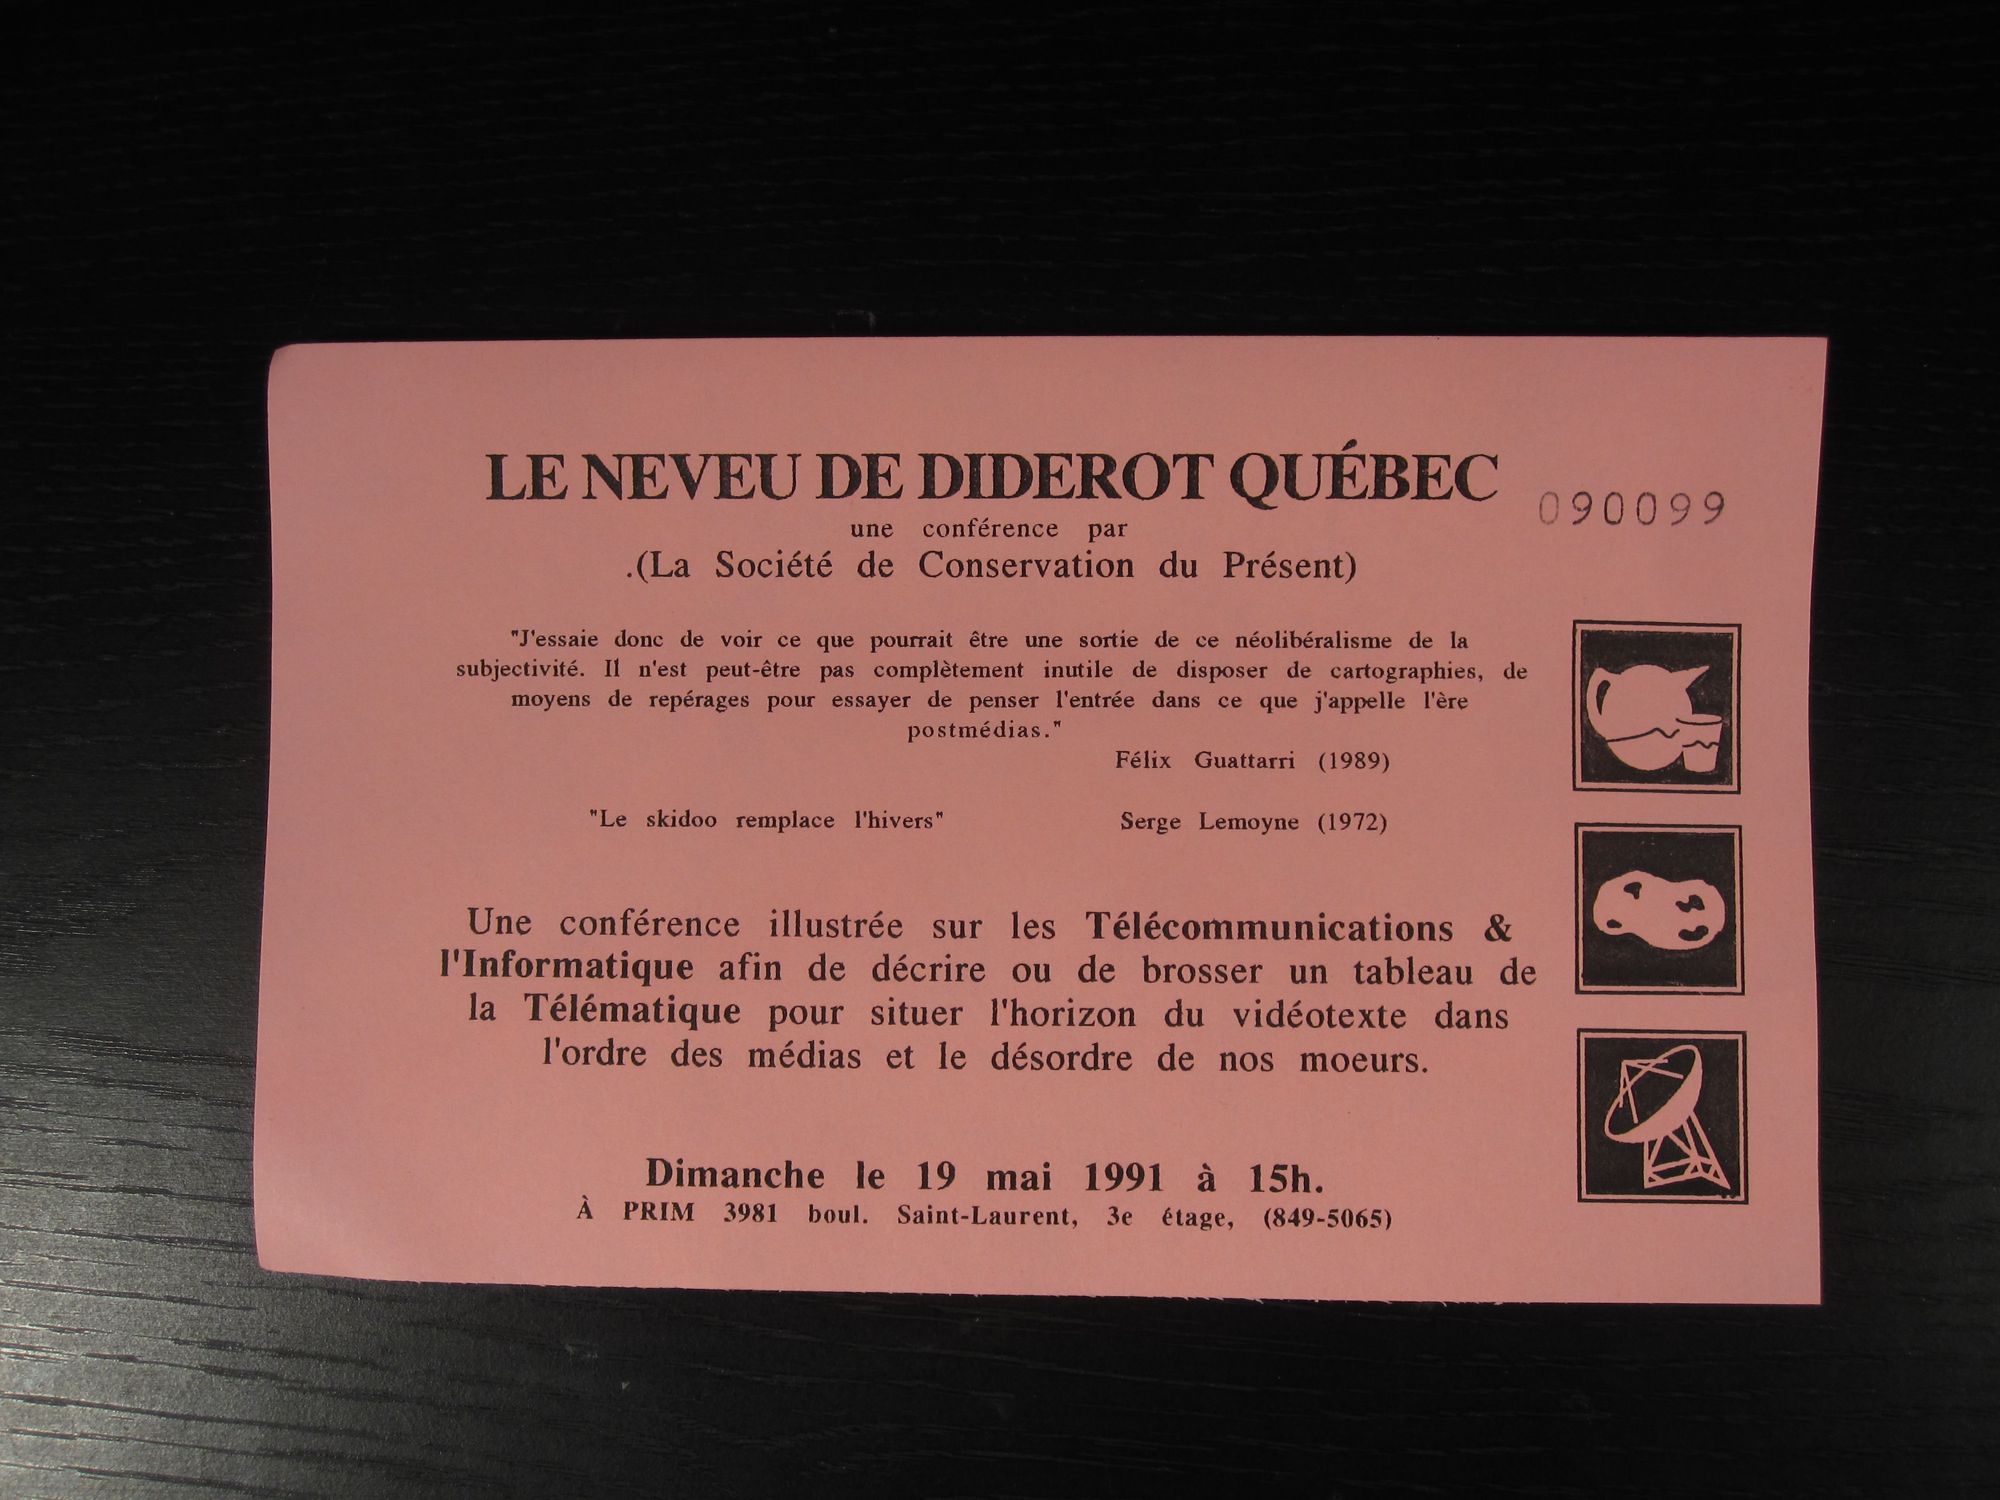 LE NEVEU DE DIDEROT QUÉBEC
090099
une conférence par
.(La Société de Conservation du Présent)
"J'essaie donc de voir ce que pourrait être une sortie de ce néolibéralisme de la
subjectivité. Il n'est peut-être pas complètement inutile de disposer de cartographies, de
moyens de repérages pour essayer de penser l'entrée dans ce que j'appelle l'ère
postmédias."
Félix Guattarri (1989)
"Le skidoo remplace l'hivers" Serge Lemoyne (1972)
Une conférence illustrée sur les Télécommunications &
l'Informatique afin de décrire ou de brosser un tableau de
la Télématique pour situer l'horizon du vidéotexte dans
l'ordre des médias et le désordre de nos moeurs.
Dimanche le 19 mai 1991 à 15h.
À PRIM 3981 boul. Saint-Laurent, 3e étage, (849-5065)